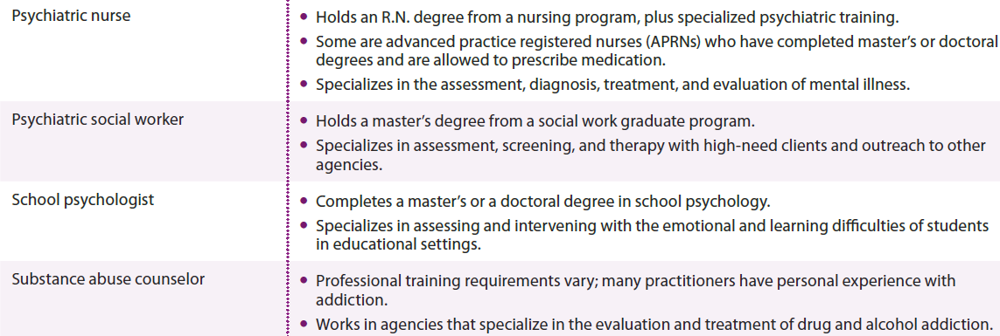 Psychiatric nurse
• Holds an R.N. degree from a nursing program, plus specialized psychiatric training.
• Some are advanced practice registered nurses (APRNs) who have completed master’s or doctoral
degrees and are allowed to prescribe medication.
• Specializes in the assessment, diagnosis, treatment, and evaluation of mental illness.
Psychiatric social worker
• Holds a master’s degree from a social work graduate program.
• Specializes in assessment, screening, and therapy with high-need clients and outreach to other
agencies.
School psychologist
• Completes a master’s or a doctoral degree in school psychology.
• Specializes in assessing and intervening with the emotional and learning difficulties of students
in educational settings.
Substance abuse counselor
• Professional training requirements vary; many practitioners have personal experience with
addiction.
• Works in agencies that specialize in the evaluation and treatment of drug and alcohol addiction.